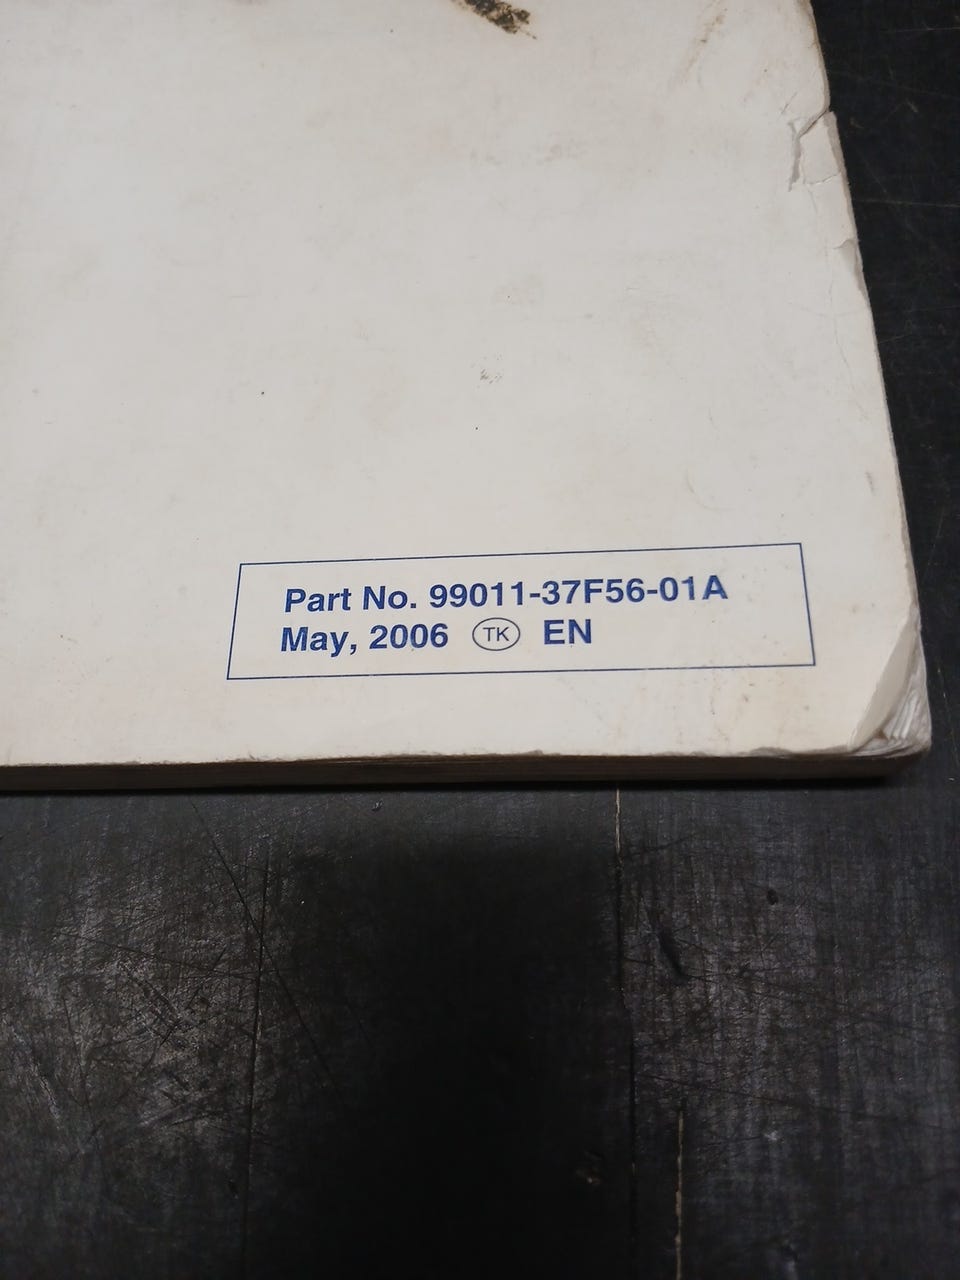 Part No. 99011-37F56-01A
May, 2006 TK EN